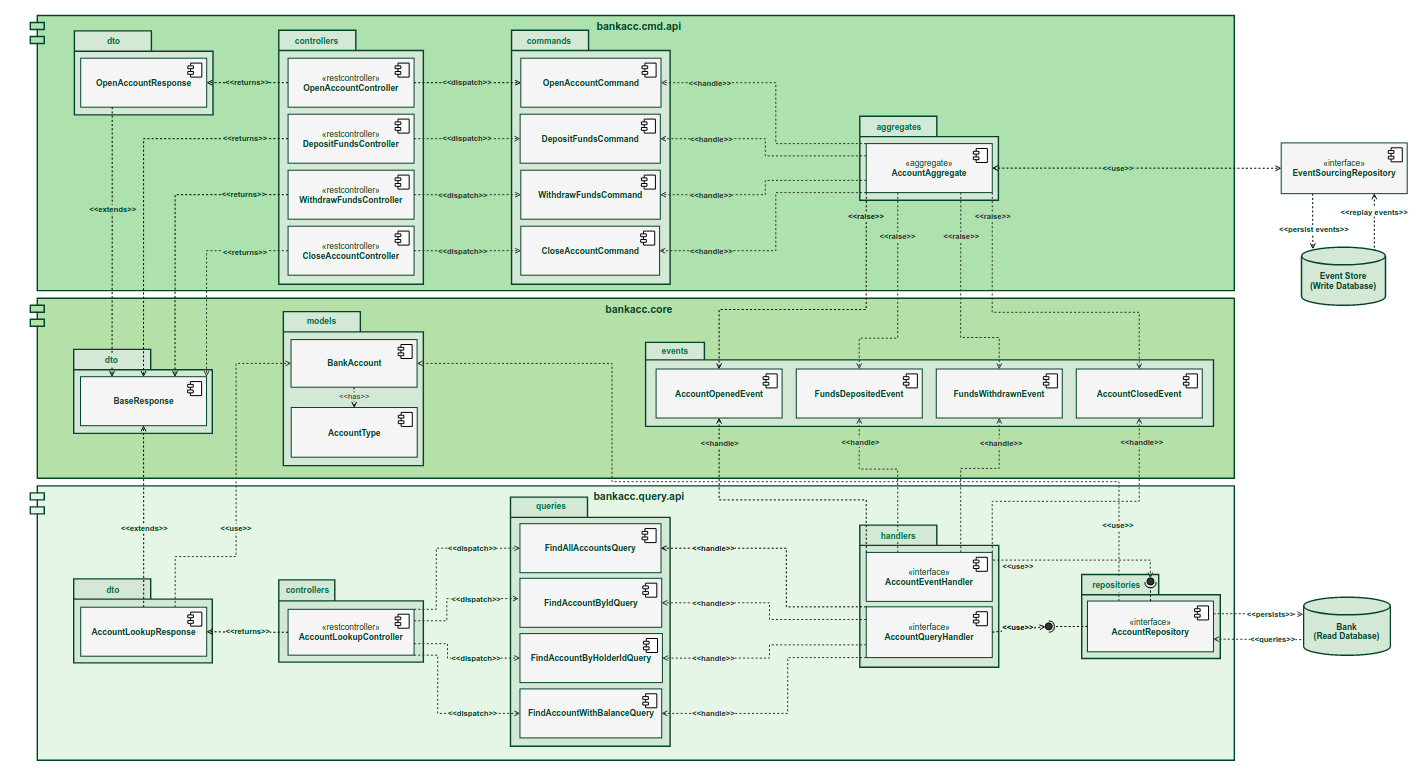 bankacc.cmd.api
dto
OpenAccountResponse
controllers
«restcontroller»
OpenAccountController
«restcontroller»
DepositFundsController
«restcontroller»
WithdrawFundsController
«restcontroller»
CloseAccountController
commands
OpenAccountCommand
DepositFundsCommand
WithdrawFundsCommand
CloseAccountCommand
aggregates
«aggregate»
AccountAggregate
<<returns>>
<<returns>>
<<returns>>
<<returns>>
<<extends>>
<<dispatch>>
<<dispatch>>
<<dispatch>>
<<dispatch>>
<<handle>>
<<handle>>
<<handle>>
<<handle>>
<<raise>>
<<raise>>
<<raise>>
<<raise>>
<<use>>
«interface»
EventSourcingRepository
<<replay events>>
<<persist events>>
Event Store
(Write Database)
bankacc.core
dto
BaseResponse
models
BankAccount
<<has>>
AccountType
events
AccountOpenedEvent
FundsDepositedEvent
FundsWithdrawnEvent
AccountClosedEvent
<<handle>
<<handle>>
<<handle>>
<<handle>>
bankacc.query.api
<<extends>>
<<use>>
<<use>>
dto
AccountLookupResponse
<<returns>>
controllers
«restcontroller»
AccountLookupController
<<dispatch>>
<<dispatch>>
<<dispatch>>
<<dispatch>>
queries
FindAllAccountsQuery
FindAccountByIdQuery
FindAccountByHolderIdQuery
FindAccountWithBalanceQuery
<<handle>>
<<handle>>
<<handle>>
<<handle>>
handlers
«interface»
AccountEventHandler
«interface»
AccountQueryHandler
<<use>>
<<use>>
repositories
«interface»
AccountRepository
<<persists>>
<<queries>>
Bank
(Read Database)